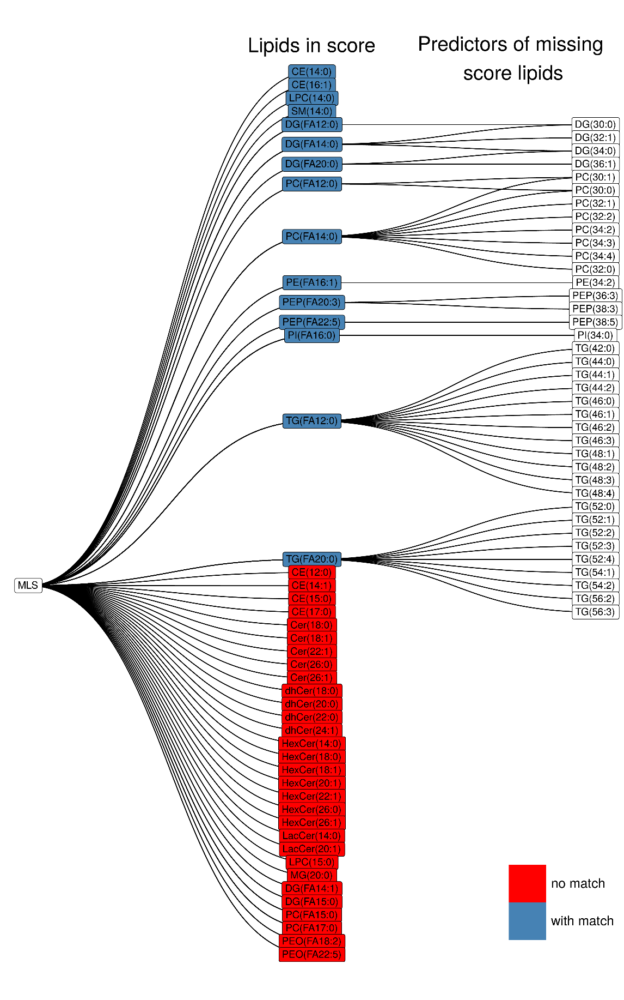 Lipids in score
Predictors of missing
score lipids
CE(14:0)
CE(16:1)
LPC(14:0)
SM(14:0)
DG(FA12:0)
DG(FA14:0)
DG(FA20:0)
PC(FA12:0)
PC(FA14:0)
PE(FA16:1)
PEP(FA20:3)
PEP(FA22:5)
PI(FA16:0)
TG(FA12:0)
TG(FA20:0)
CE(12:0)
CE(14:1)
CE(15:0)
CE(17:0)
Cer(18:0)
Cer(18:1)
Cer(22:1)
Cer(26:0)
Cer(26:1)
dhCer(18:0)
dhCer(20:0)
dhCer(22:0)
dhCer(24:1)
HexCer(14:0)
HexCer(18:0)
HexCer(18:1)
HexCer(20:1)
HexCer(22:1)
HexCer(26:0)
HexCer(26:1)
LacCer(14:0)
LacCer(20:1)
LPC(15:0)
MG(20:0)
DG(FA14:1)
DG(FA15:0)
PC(FA15:0)
PC(FA17:0)
PEO(FA18:2)
PEO(FA22:5)
DG(30:0)
DG(32:1)
DG(34:0)
DG(36:1)
PC(30:1)
PC(30:0)
PC(32:1)
PC(32:2)
PC(34:2)
PC(34:3)
PC(34:4)
PC(32:0)
PE(34:2)
PEP(36:3)
PEP(38:3)
PEP(38:5)
PI(34:0)
TG(42:0)
TG(44:0)
TG(44:1)
TG(44:2)
TG(46:0)
TG(46:1)
TG(46:2)
TG(46:3)
TG(48:1)
TG(48:2)
TG(48:3)
TG(48:4)
TG(52:0)
TG(52:1)
TG(52:2)
TG(52:3)
TG(52:4)
TG(54:1)
TG(54:2)
TG(56:2)
TG(56:3)
MLS
no match
with match